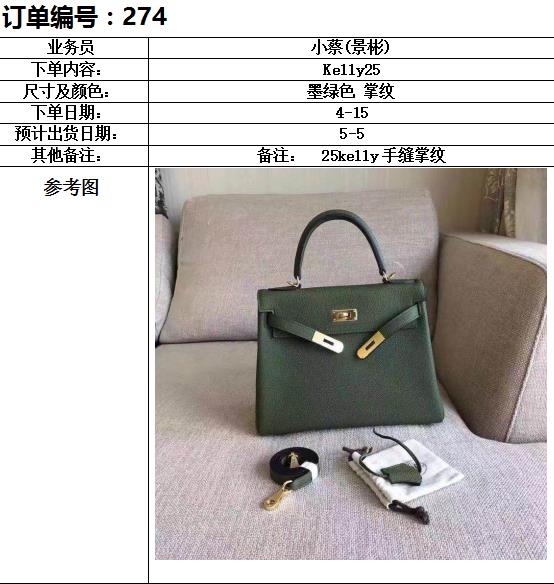 订单编号：274
业务员 小蔡(景彬)
下单内容： Kelly25
尺寸及颜色： 墨绿色 掌纹
下单日期： 4-15
预计出货日期： 5-5
其他备注： 备注： 25kelly手缝掌纹
参考图